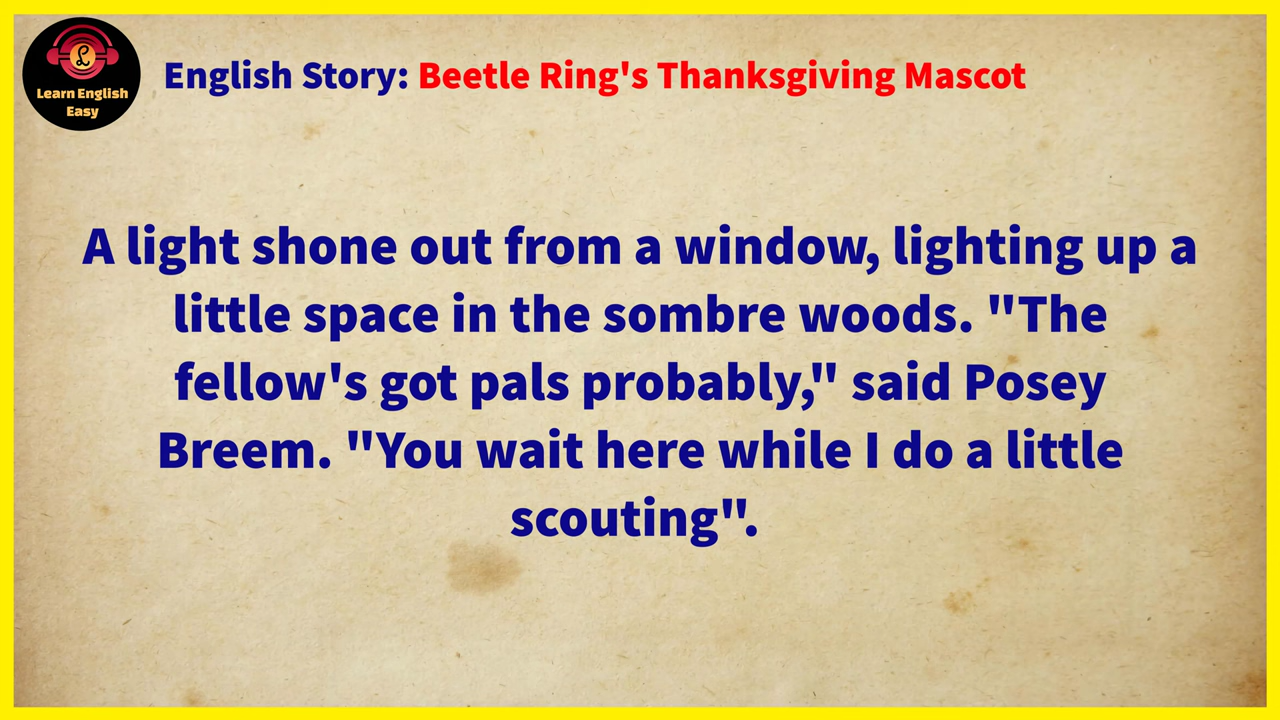 Learn English
Easy
English Story: Beetle Ring's Thanksgiving Mascot
A light shone out from a window, lighting up a
little space in the sombre woods. "The
fellow's got pals probably," said Posey
Breem. "You wait here while I do a little
scouting".